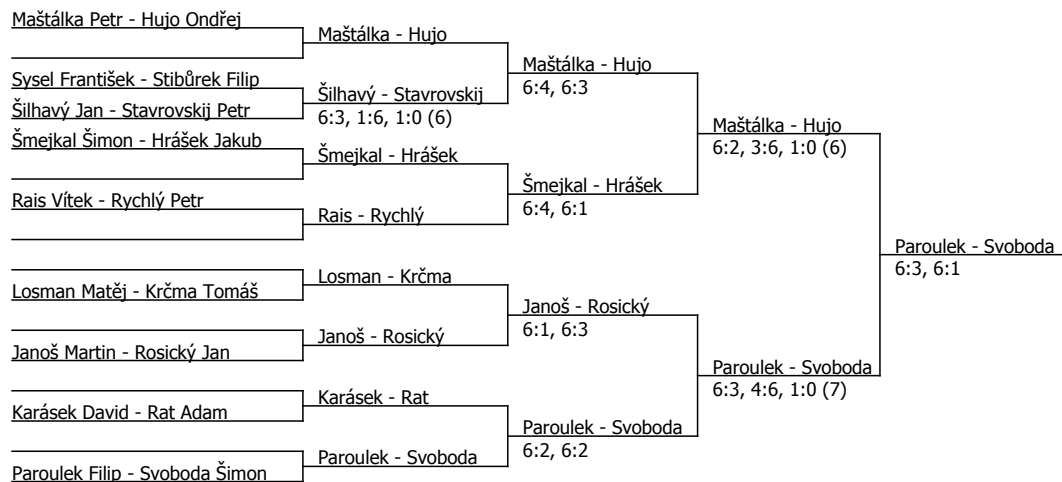 Maštálka Petr - Hujo Ondřej
Sysel František - Stibůrek Filip
Šilhavý Jan - Stavrovskij Petr
Šmejkal Šimon - Hrášek Jakub
Rais Vítek - Rychlý Petr
Losman Matěj - Krčma Tomáš
Janoš Martin - Rosický Jan
Karásek David - Rat Adam
Paroulek Filip - Svoboda Šimon
Maštálka - Hujo
Šilhavý - Stavrovskij
6:3, 1:6, 1:0 (6)
Šmejkal - Hrášek
Rais - Rychlý
Losman - Krčma
Janoš - Rosický
Karásek - Rat
Paroulek - Svoboda
Maštálka - Hujo
6:4, 6:3
Šmejkal - Hrášek
6:4, 6:1
Janoš - Rosický
6:1, 6:3
Paroulek - Svoboda
6:2, 6:2
Maštálka - Hujo
6:2, 3:6, 1:0 (6)
Paroulek - Svoboda
6:3, 4:6, 1:0 (7)
Paroulek - Svoboda
6:3, 6:1